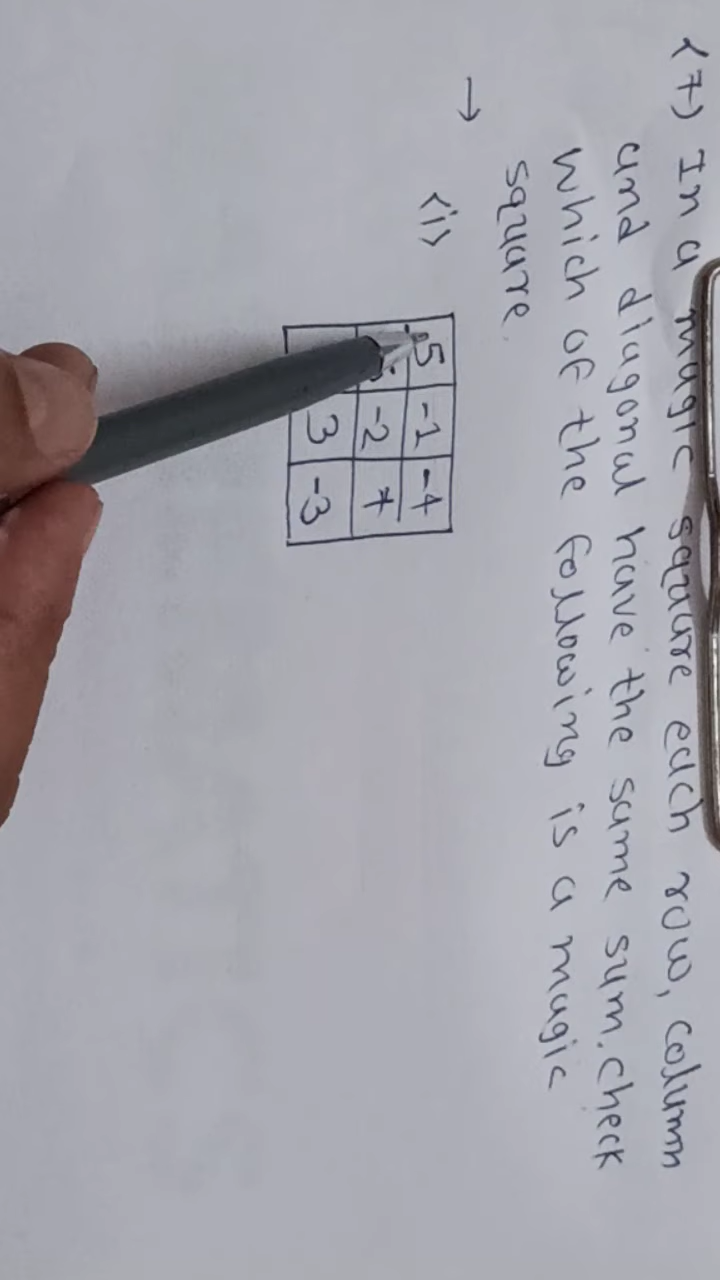 (7) In a magic square each row, column
and diagonal have the same sum. check
which of the following is a magic
→ square.
(i)
5 -1 -4
-2 7
3 -3